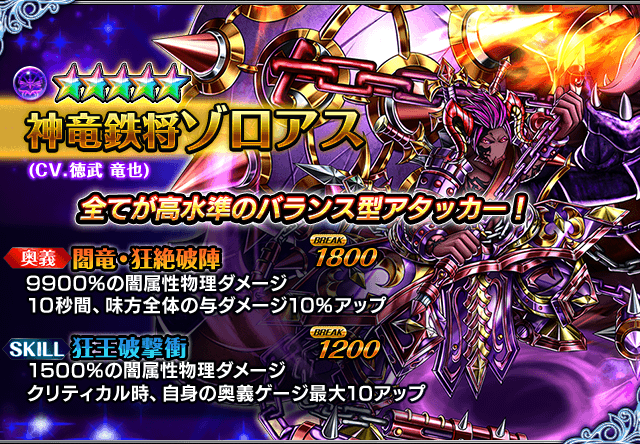 神竜鉄将ゾロアス
(CV.徳武 竜也)
全てが高水準のバランス型アタッカー!
奥義 闇竜・狂絶破陣 BREAK 1800
9900%の闇属性物理ダメージ
10秒間、味方全体の与ダメージ10%アップ
SKILL 狂王破撃衝 BREAK 1200
1500%の闇属性物理ダメージ
クリティカル時、自身の奥義ゲージ最大10アップ